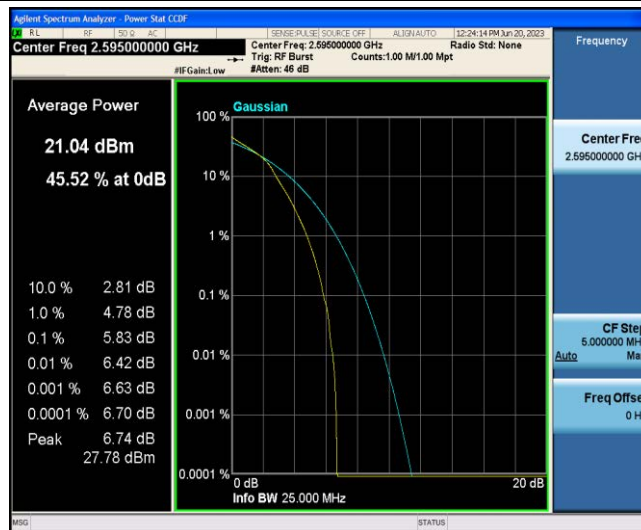 Agilent Spectrum Analyzer - Power Stat CCDF
RL RF 50 Ω AC SENSE:PULSE SOURCE OFF ALIGN AUTO 12:24:14 PM Jun 20, 2023
Center Freq 2.595000000 GHz
Center Freq: 2.595000000 GHz Radio Std: None
Trig: RF Burst Counts:1.00 M/1.00 Mpt
#IFGain:Low #Atten: 46 dB
Frequency
Average Power
21.04 dBm
45.52 % at 0dB
10.0 % 2.81 dB
1.0 % 4.78 dB
0.1 % 5.83 dB
0.01 % 6.42 dB
0.001 % 6.63 dB
0.0001 % 6.70 dB
Peak 6.74 dB
27.78 dBm
Gaussian
100 %
10 %
1 %
0.1 %
0.01 %
0.001 %
0.0001 %
0 dB 20 dB
Info BW 25.000 MHz
Center Fre
2.595000000 GH
CF Step
5.000000 MH
Auto Ma
Freq Offse
0 H
MSG STATUS